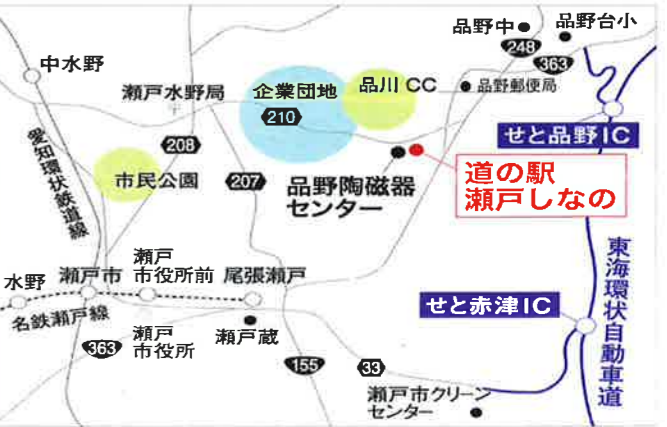 品野中
品野台小
248
363
中水野
瀬戸水野局
企業団地
品川 CC
品野郵便局
210
せと品野IC
208
愛知環状鉄道線
市民公園
207
品野陶磁器
センター
道の駅
瀬戸しなの
東海環状自動車道
水野
瀬戸市
瀬戸
市役所前
尾張瀬戸
せと赤津IC
名鉄瀬戸線
瀬戸
市役所
瀬戸蔵
363
155
33
瀬戸市クリーン
センター